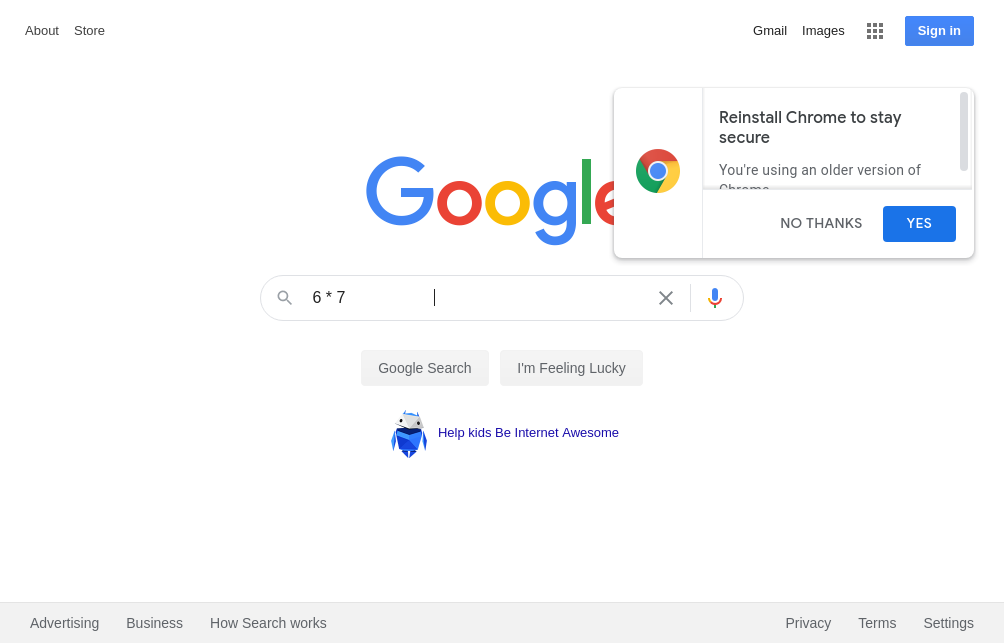 About Store
Gmail Images Sign in
Reinstall Chrome to stay
secure
You're using an older version of
Chrome
NO THANKS YES
Google
6 * 7
Google Search I'm Feeling Lucky
Help kids Be Internet Awesome
Advertising Business How Search works
Privacy Terms Settings